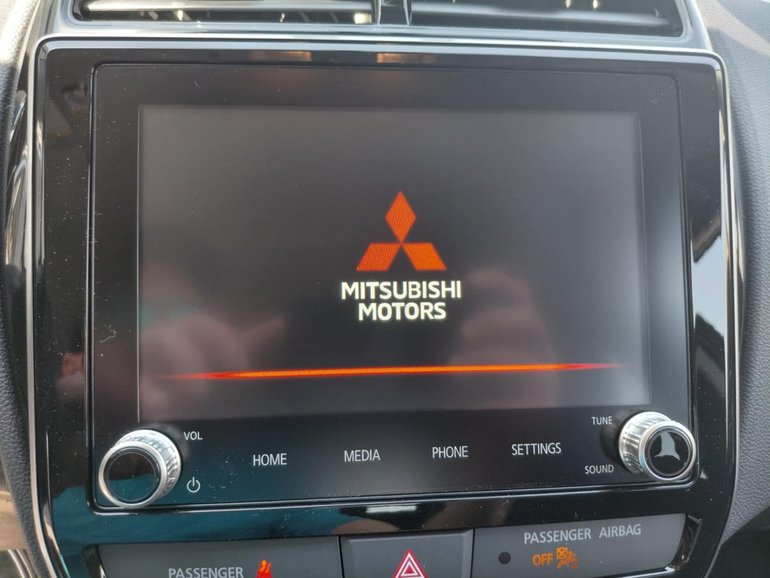 MITSUBISHI
MOTORS
VOL
HOME
MEDIA
PHONE
SETTINGS
TUNE
SOUND
PASSENGER
PASSENGER AIRBAG
OFF